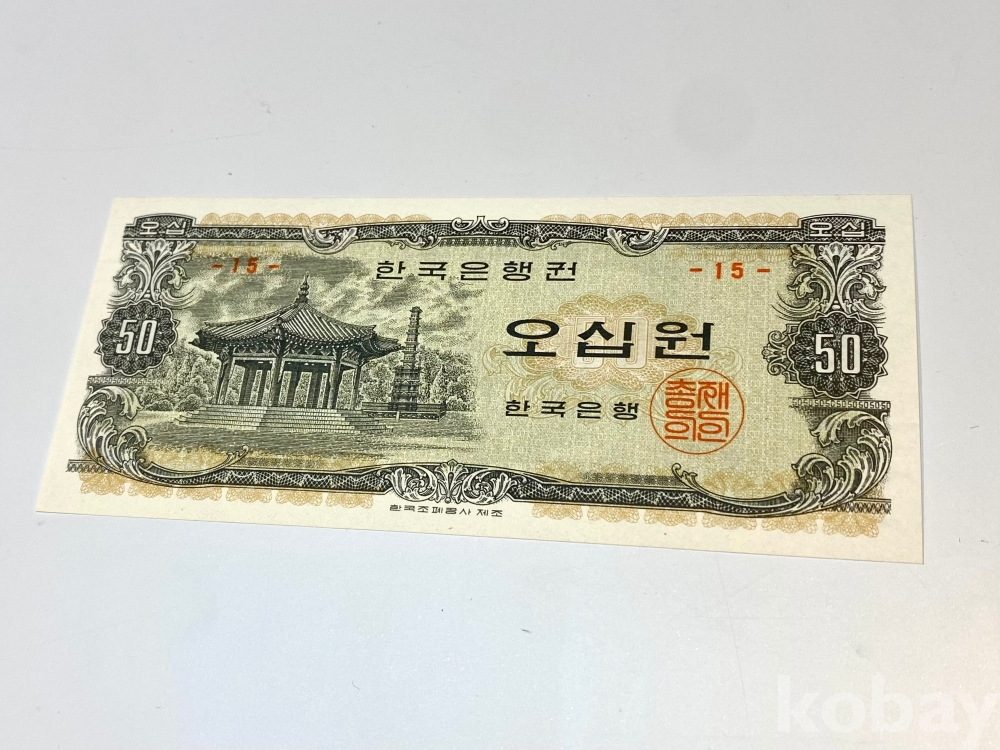 오십 오십
-15- -15-
한국은행권
50 오십원 50
한국은행
총재의인
한국조폐공사 제조
kobay